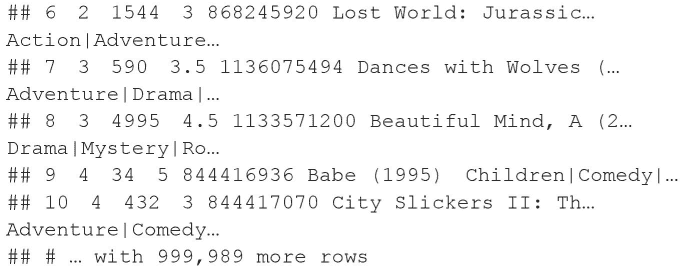 ## 6  2  1544  3 868245920 Lost World: Jurassic…
Action|Adventure…
## 7  3  590  3.5 1136075494 Dances with Wolves (…
Adventure|Drama|…
## 8  3  4995  4.5 1133571200 Beautiful Mind, A (2…
Drama|Mystery|Ro…
## 9  4  34  5 844416936 Babe (1995)  Children|Comedy|…
## 10  4  432  3 844417070 City Slickers II: Th…
Adventure|Comedy…
## # … with 999,989 more rows